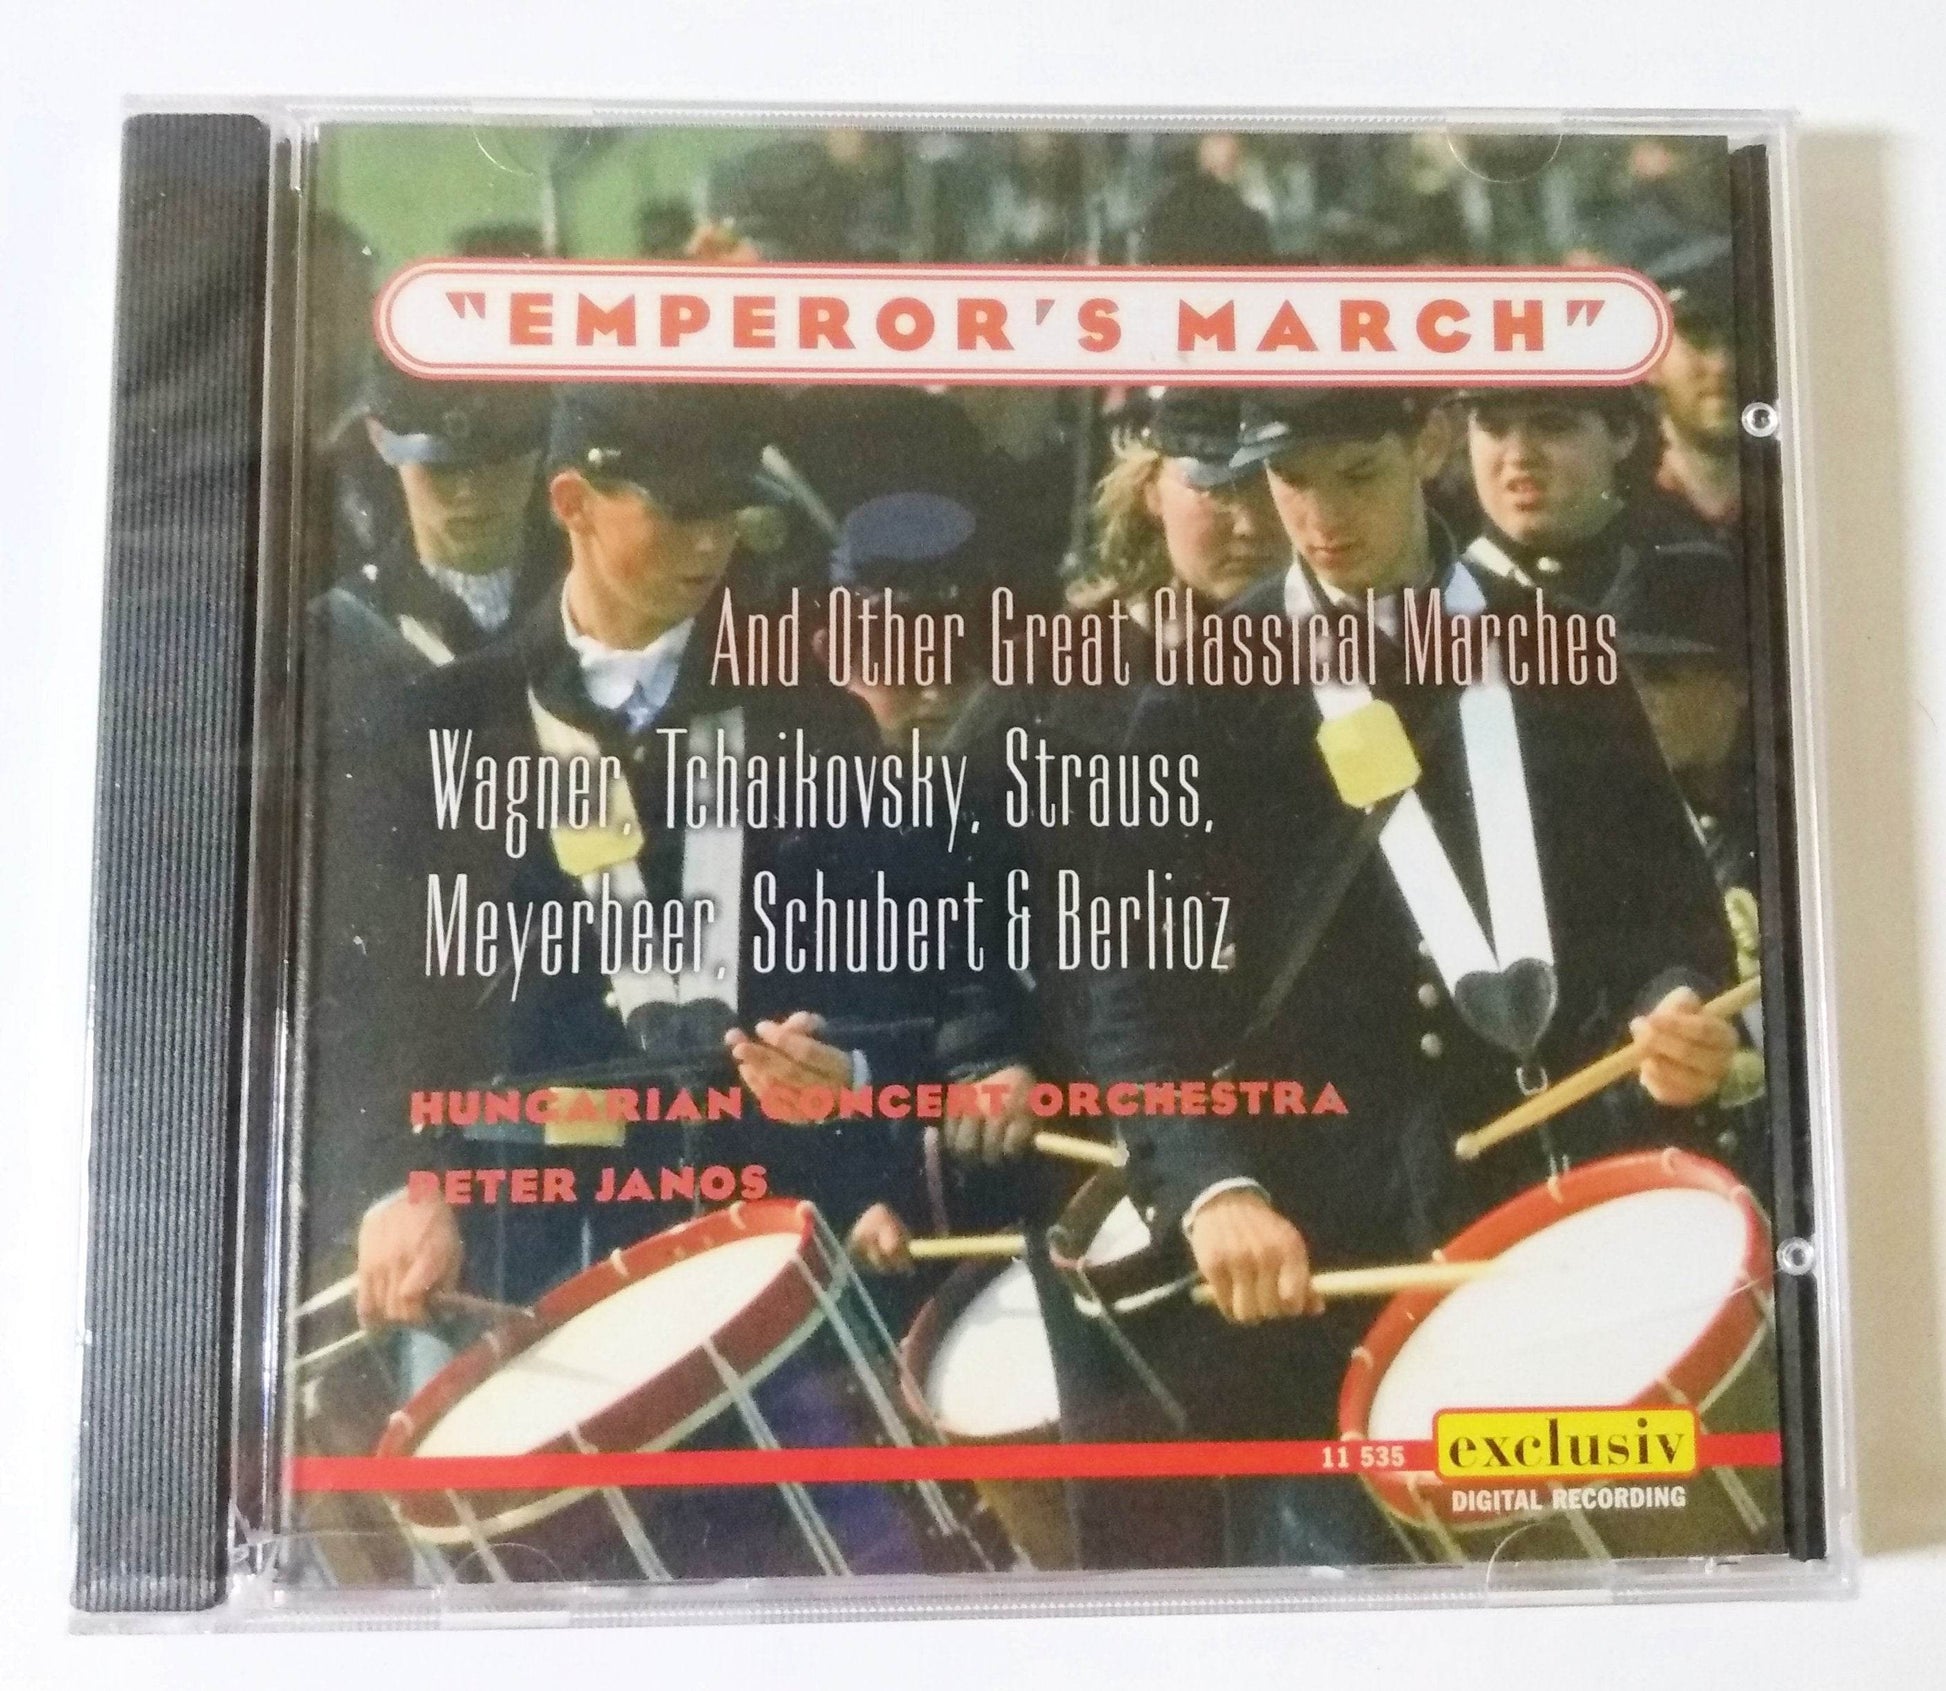 "EMPEROR'S MARCH"
And Other Great Classical Marches
Wagner, Tchaikovsky, Strauss,
Meyerbeer, Schubert & Berlioz
HUNGARIAN CONCERT ORCHESTRA
PETER JANOS
11 535
exclusiv
DIGITAL RECORDING